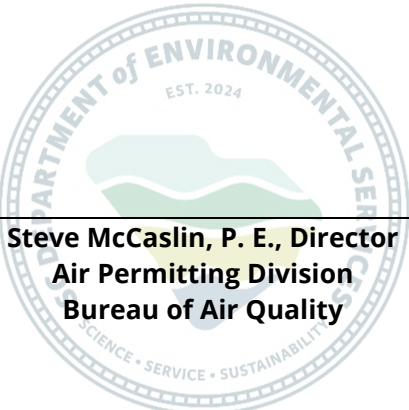 DEPARTMENT of ENVIRONMENTAL SERVICES
EST. 2024
Steve McCaslin, P. E., Director
Air Permitting Division
Bureau of Air Quality
SCIENCE • SERVICE • SUSTAINABILITY